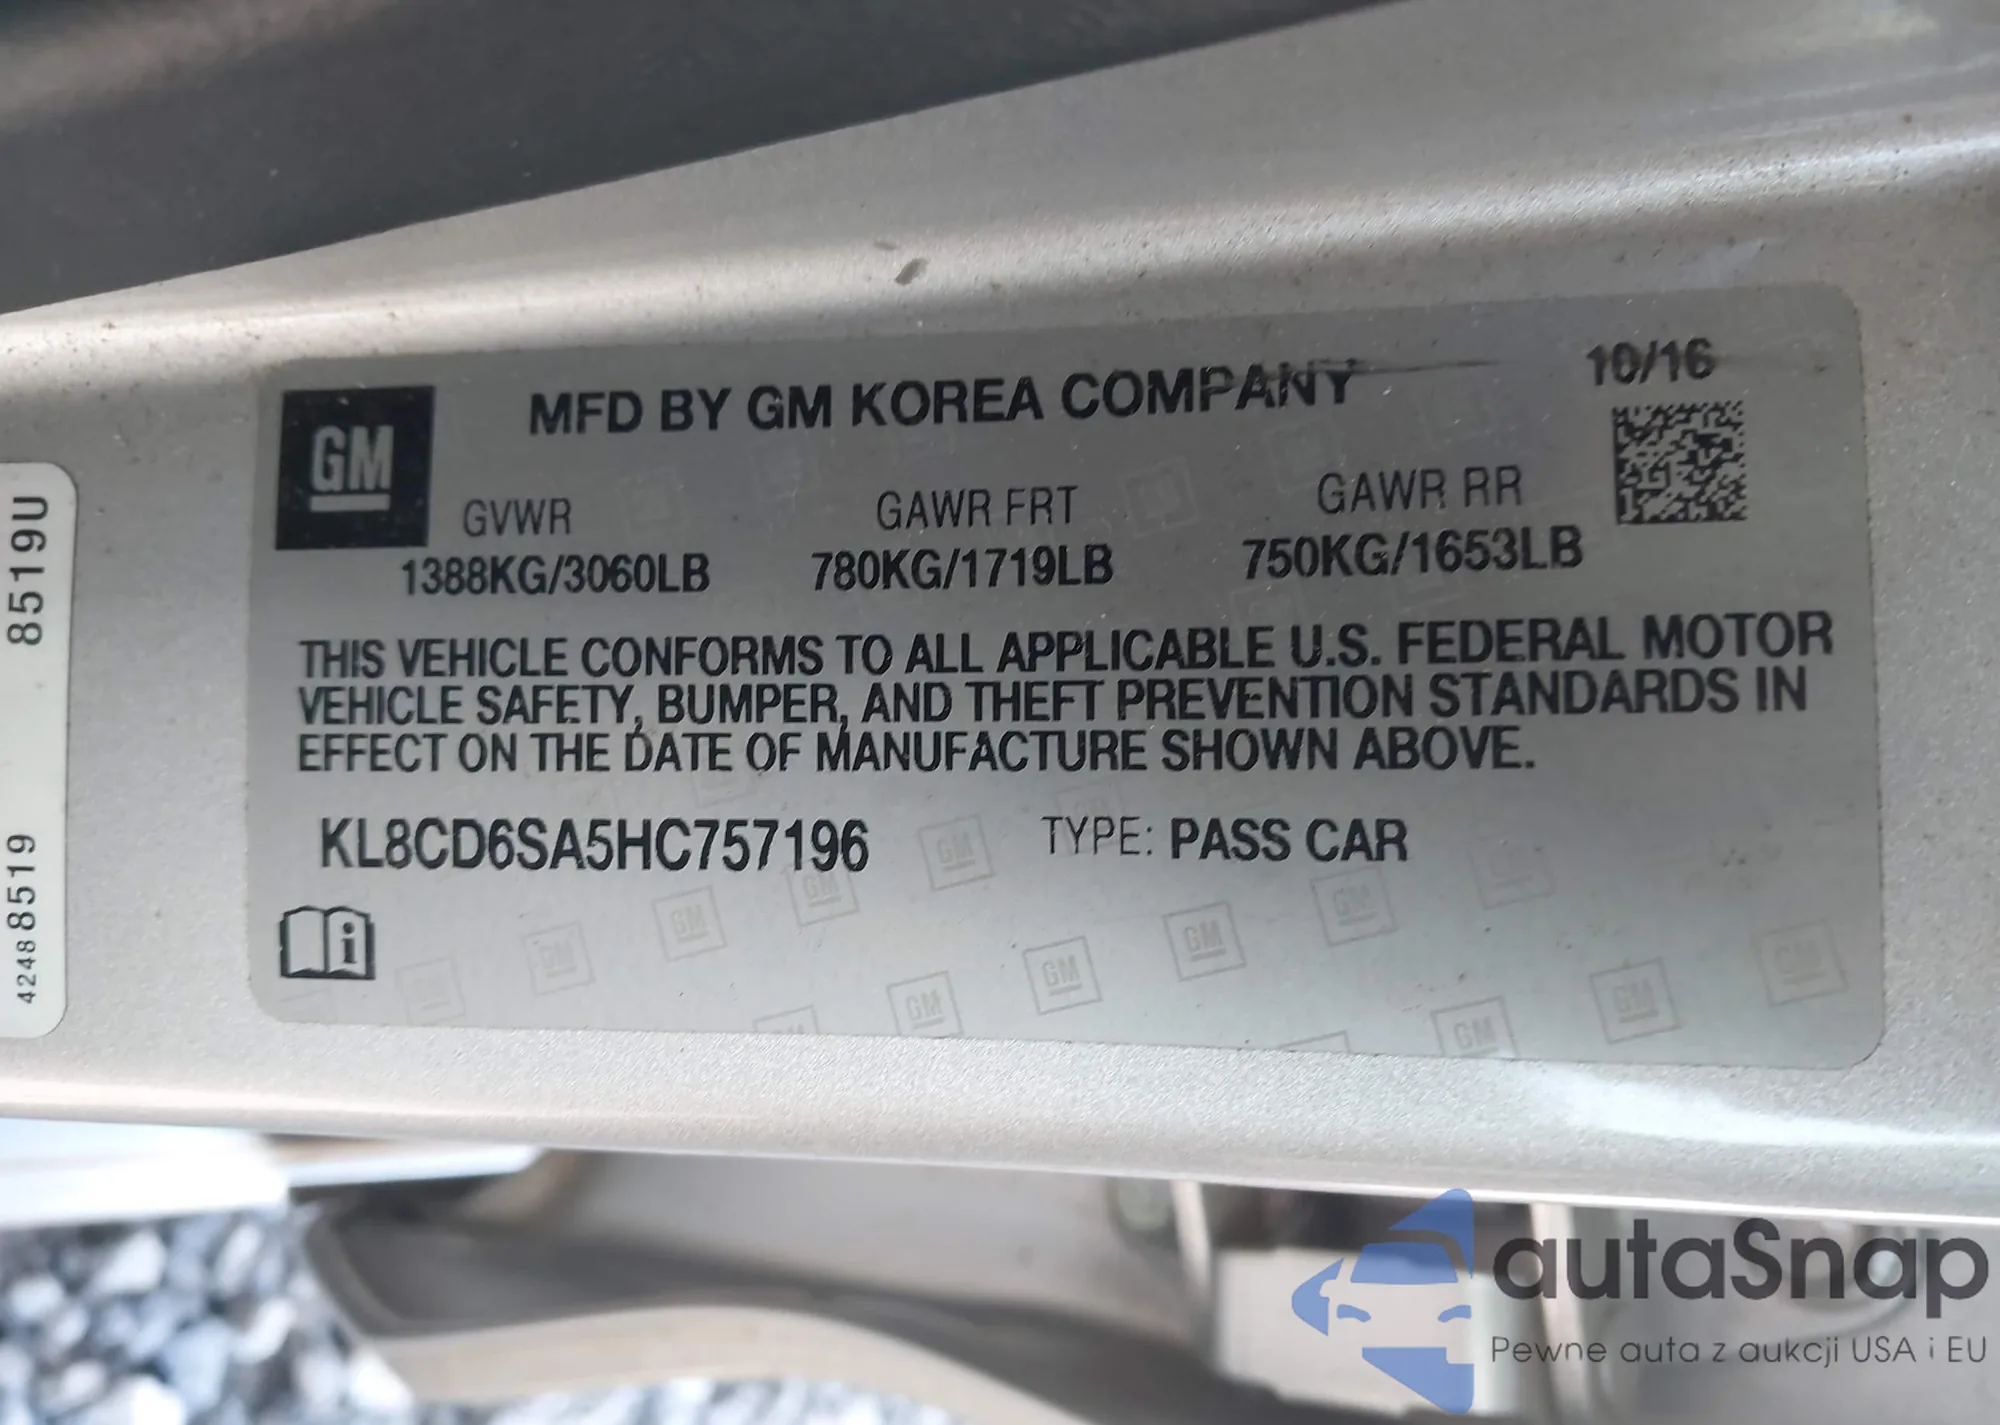 10/16
MFD BY GM KOREA COMPANY
GM
GVWR GAWR FRT GAWR RR
1388KG/3060LB 780KG/1719LB 750KG/1653LB
THIS VEHICLE CONFORMS TO ALL APPLICABLE U.S. FEDERAL MOTOR
VEHICLE SAFETY, BUMPER, AND THEFT PREVENTION STANDARDS IN
EFFECT ON THE DATE OF MANUFACTURE SHOWN ABOVE.
KL8CD6SA5HC757196 TYPE: PASS CAR
i
42488519 8519U
autaSnap
Pewne auta z aukcji USA i EU